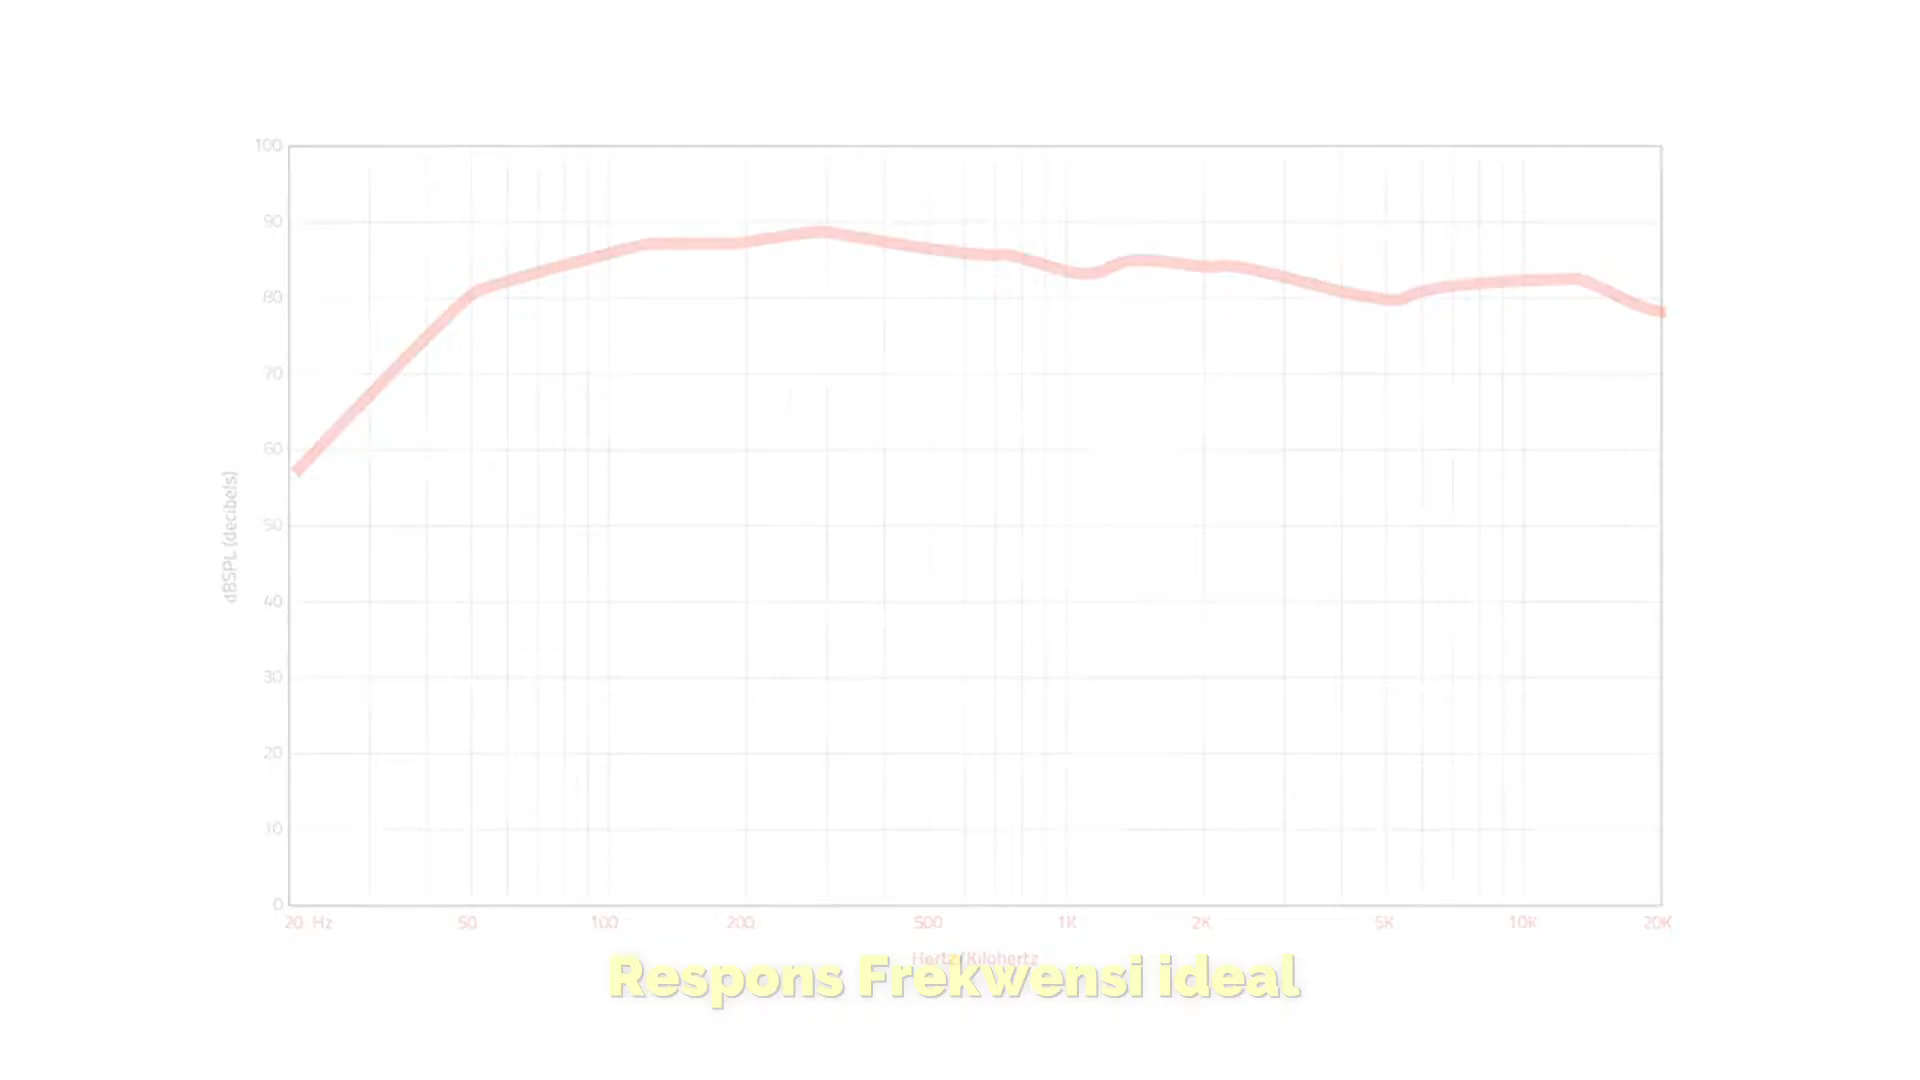 100
90
80
70
60
50
40
30
20
10
0
dBSPL (decibels)
20 Hz 50 100 200 500 1K 2K 5K 10K 20K
Hertz/Kilohertz
Respons Frekwensi ideal